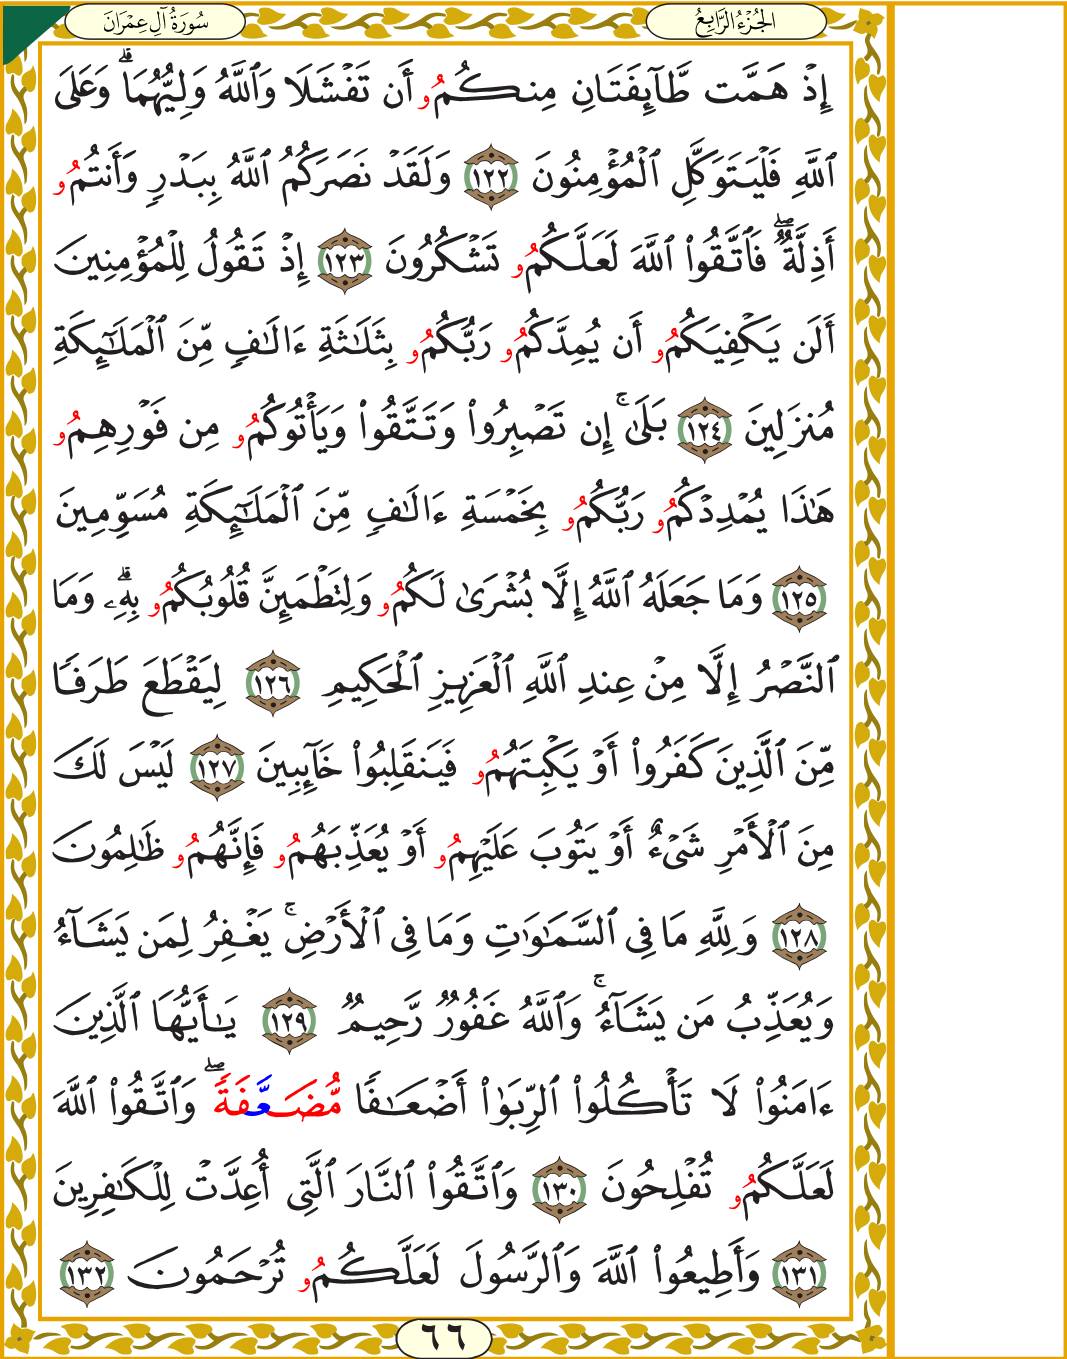 سُورَةُ آلِ عِمْرَانَ
الجُزْءُ الرَّابِعُ
إِذْ هَمَّت طَّآئِفَتَانِ مِنكُمُۥ أَن تَفْشَلَا وَٱللَّهُ وَلِيُّهُمَاۗ وَعَلَى
ٱللَّهِ فَلْيَتَوَكَّلِ ٱلْمُؤْمِنُونَ ١٢٢ وَلَقَدْ نَصَرَكُمُ ٱللَّهُ بِبَدْرٍ وَأَنتُمُۥ
أَذِلَّةٌۖ فَٱتَّقُوا۟ ٱللَّهَ لَعَلَّكُمُۥ تَشْكُرُونَ ١٢٣ إِذْ تَقُولُ لِلْمُؤْمِنِينَ
أَلَن يَكْفِيَكُمُۥ أَن يُمِدَّكُمُۥ رَبُّكُمُۥ بِثَلَٰثَةِ ءَالَٰفٍ مِّنَ ٱلْمَلَٰٓئِكَةِ
مُنزَلِينَ ١٢٤ بَلَىٰٓۚ إِن تَصْبِرُوا۟ وَتَتَّقُوا۟ وَيَأْتُوكُمُۥ مِن فَوْرِهِمُۥ
هَٰذَا يُمْدِدْكُمُۥ رَبُّكُمُۥ بِخَمْسَةِ ءَالَٰفٍ مِّنَ ٱلْمَلَٰٓئِكَةِ مُسَوِّمِينَ
١٢٥ وَمَا جَعَلَهُ ٱللَّهُ إِلَّا بُشْرَىٰ لَكُمُۥ وَلِتَطْمَئِنَّ قُلُوبُكُمُۥ بِهِۦۗ وَمَا
ٱلنَّصْرُ إِلَّا مِنْ عِندِ ٱللَّهِ ٱلْعَزِيزِ ٱلْحَكِيمِ ١٢٦ لِيَقْطَعَ طَرَفًا
مِّنَ ٱلَّذِينَ كَفَرُوا۟ أَوْ يَكْبِتَهُمُۥ فَيَنقَلِبُوا۟ خَآئِبِينَ ١٢٧ لَيْسَ لَكَ
مِنَ ٱلْأَمْرِ شَىْءٌ أَوْ يَتُوبَ عَلَيْهِمُۥ أَوْ يُعَذِّبَهُمُۥ فَإِنَّهُمُۥ ظَٰلِمُونَ
١٢٨ وَلِلَّهِ مَا فِى ٱلسَّمَٰوَٰتِ وَمَا فِى ٱلْأَرْضِۚ يَغْفِرُ لِمَن يَشَآءُ
وَيُعَذِّبُ مَن يَشَآءُۚ وَٱللَّهُ غَفُورٌ رَّحِيمٌ ١٢٩ يَٰٓأَيُّهَا ٱلَّذِينَ
ءَامَنُوا۟ لَا تَأْكُلُوا۟ ٱلرِّبَوٰٓا۟ أَضْعَٰفًا مُّضَعَّفَةًۖ وَٱتَّقُوا۟ ٱللَّهَ
لَعَلَّكُمُۥ تُفْلِحُونَ ١٣٠ وَٱتَّقُوا۟ ٱلنَّارَ ٱلَّتِى أُعِدَّتْ لِلْكَٰفِرِينَ
١٣١ وَأَطِيعُوا۟ ٱللَّهَ وَٱلرَّسُولَ لَعَلَّكُمُۥ تُرْحَمُونَ ١٣٢
٦٦